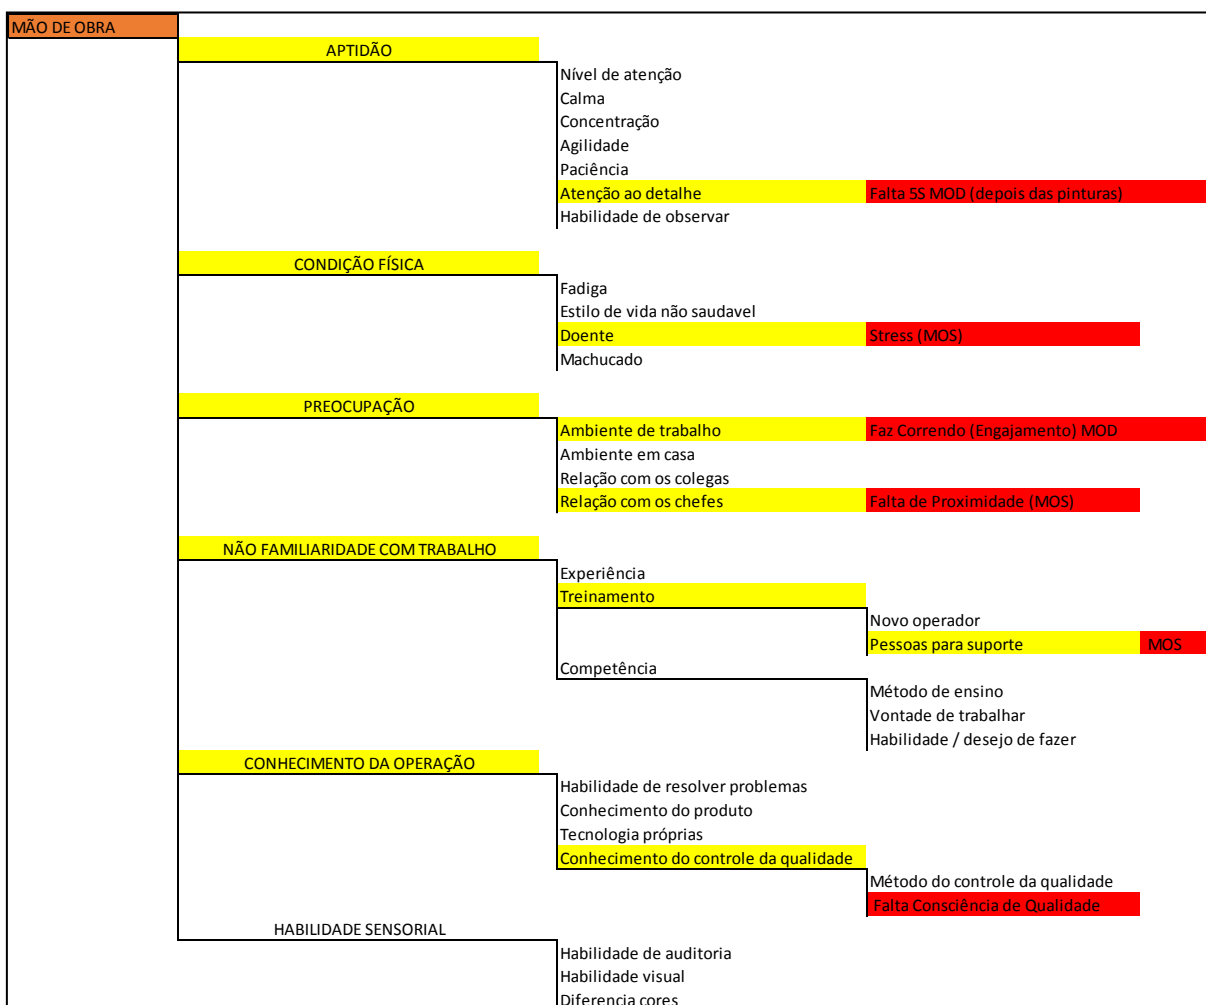 MÃO DE OBRA
APTIDÃO
Nível de atenção
Calma
Concentração
Agilidade
Paciência
Atenção ao detalhe Falta 5S MOD (depois das pinturas)
Habilidade de observar
CONDIÇÃO FÍSICA
Fadiga
Estilo de vida não saudavel
Doente Stress (MOS)
Machucado
PREOCUPAÇÃO
Ambiente de trabalho Faz Correndo (Engajamento) MOD
Ambiente em casa
Relação com os colegas
Relação com os chefes Falta de Proximidade (MOS)
NÃO FAMILIARIDADE COM TRABALHO
Experiência
Treinamento
Novo operador
Pessoas para suporte MOS
Competência
Método de ensino
Vontade de trabalhar
Habilidade / desejo de fazer
CONHECIMENTO DA OPERAÇÃO
Habilidade de resolver problemas
Conhecimento do produto
Tecnologia próprias
Conhecimento do controle da qualidade
Método do controle da qualidade
Falta Consciência de Qualidade
HABILIDADE SENSORIAL
Habilidade de auditoria
Habilidade visual
Diferencia cores